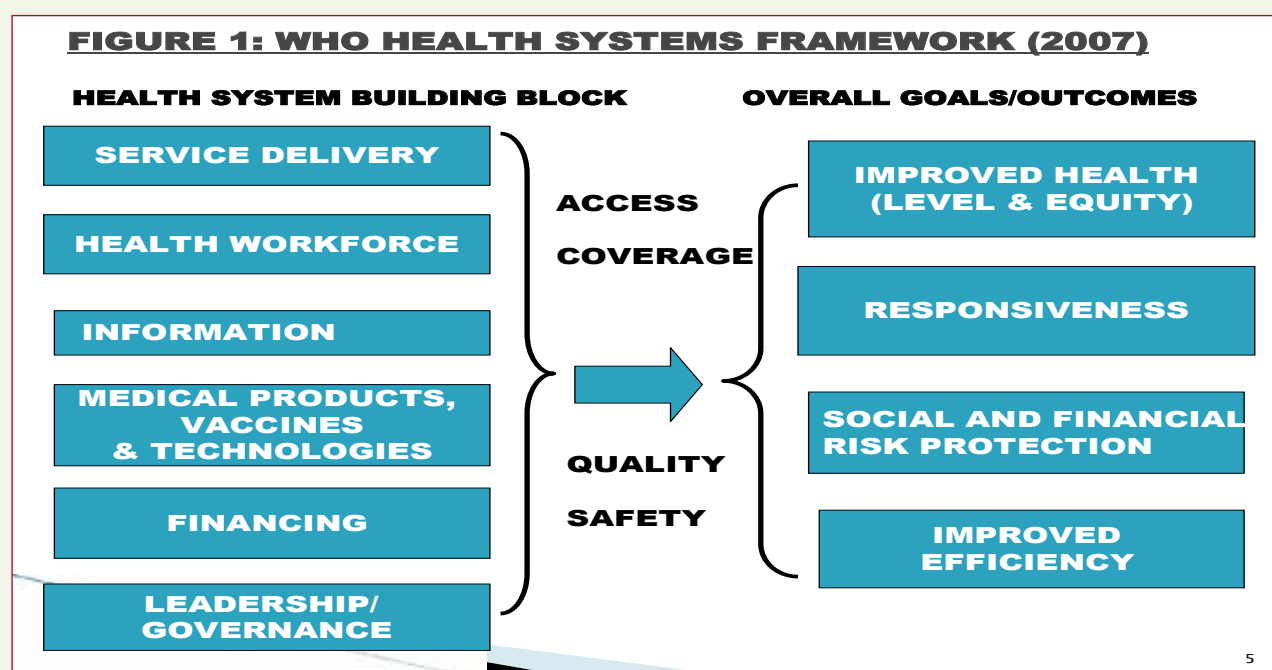 FIGURE 1: WHO HEALTH SYSTEMS FRAMEWORK (2007)
HEALTH SYSTEM BUILDING BLOCK
SERVICE DELIVERY
HEALTH WORKFORCE
INFORMATION
MEDICAL PRODUCTS,
VACCINES
& TECHNOLOGIES
FINANCING
LEADERSHIP/
GOVERNANCE
ACCESS
COVERAGE
QUALITY
SAFETY
OVERALL GOALS/OUTCOMES
IMPROVED HEALTH
(LEVEL & EQUITY)
RESPONSIVENESS
SOCIAL AND FINANCIAL
RISK PROTECTION
IMPROVED
EFFICIENCY
5